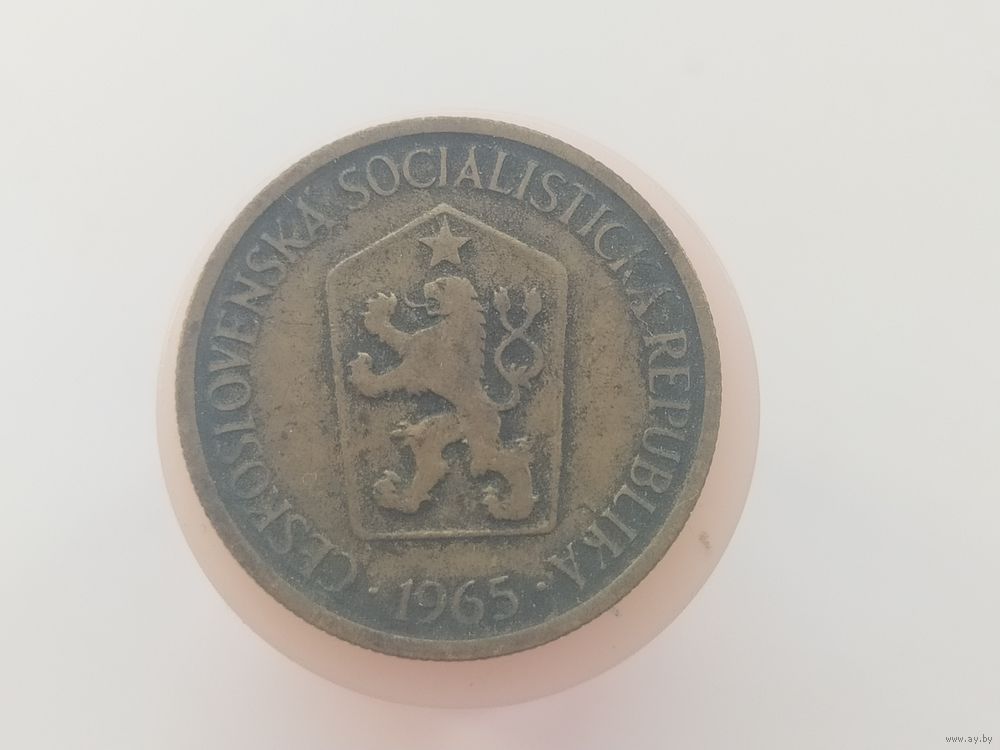 ČESKOSLOVENSKÁ SOCIALISTICKÁ REPUBLIKA
· 1965 ·
www.ay.by